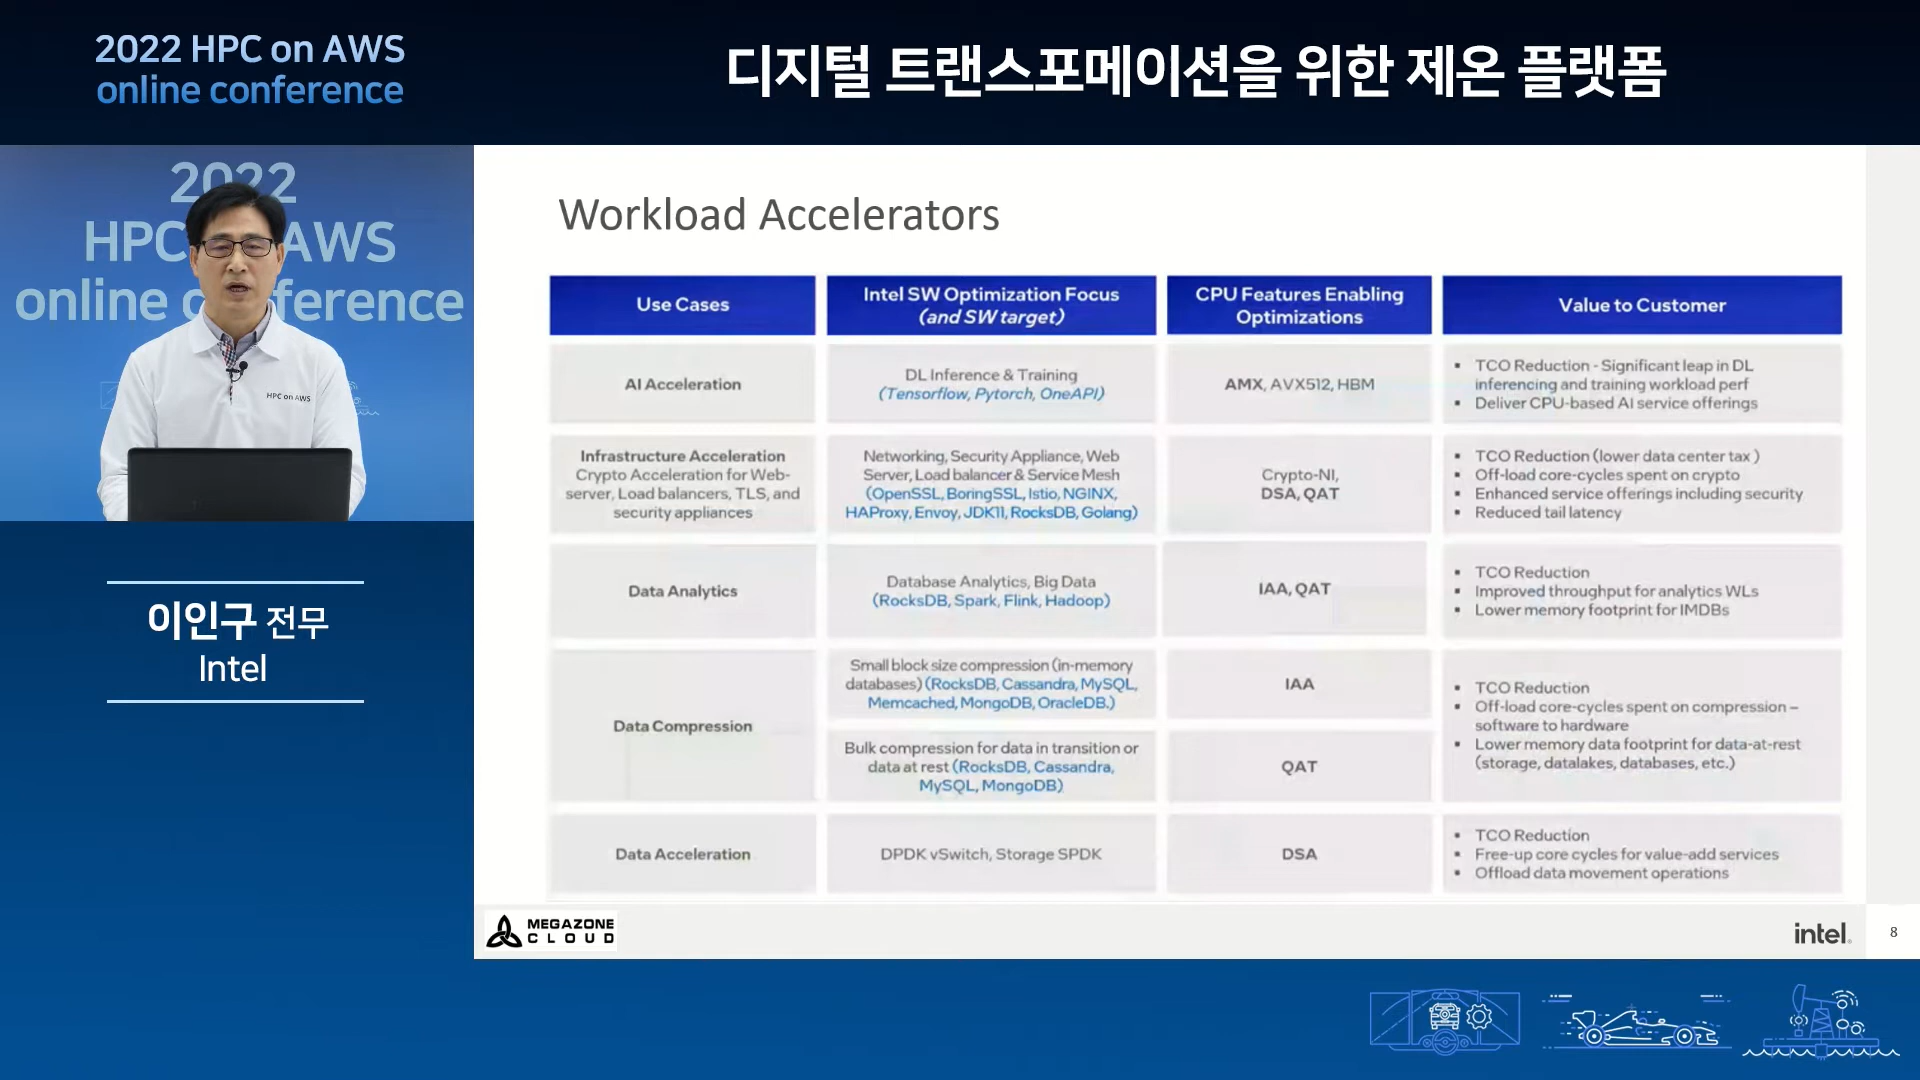 2022 HPC on AWS
online conference
디지털 트랜스포메이션을 위한 제온 플랫폼
2022
HPC AWS
online ference
HPC on AWS
이인구 전무
Intel
Workload Accelerators
Use Cases
Intel SW Optimization Focus
(and SW target)
CPU Features Enabling
Optimizations
Value to Customer
AI Acceleration
DL Inference & Training
(Tensorflow, Pytorch, OneAPI)
AMX, AVX512, HBM
▪ TCO Reduction - Significant leap in DL
inferencing and training workload perf
▪ Deliver CPU-based AI service offerings
Infrastructure Acceleration
Crypto Acceleration for Web-
server, Load balancers, TLS, and
security appliances
Networking, Security Appliance, Web
Server, Load balancer & Service Mesh
(OpenSSL, BoringSSL, Istio, NGINX,
HAProxy, Envoy, JDK11, RocksDB, Golang)
Crypto-NI,
DSA, QAT
▪ TCO Reduction (lower data center tax )
▪ Off-load core-cycles spent on crypto
▪ Enhanced service offerings including security
▪ Reduced tail latency
Data Analytics
Database Analytics, Big Data
(RocksDB, Spark, Flink, Hadoop)
IAA, QAT
▪ TCO Reduction
▪ Improved throughput for analytics WLs
▪ Lower memory footprint for IMDBs
Data Compression
Small block size compression (in-memory
databases) (RocksDB, Cassandra, MySQL,
Memcached, MongoDB, OracleDB.)
IAA
Bulk compression for data in transition or
data at rest (RocksDB, Cassandra,
MySQL, MongoDB)
QAT
▪ TCO Reduction
▪ Off-load core-cycles spent on compression –
software to hardware
▪ Lower memory data footprint for data-at-rest
(storage, datalakes, databases, etc.)
Data Acceleration
DPDK vSwitch, Storage SPDK
DSA
▪ TCO Reduction
▪ Free-up core cycles for value-add services
▪ Offload data movement operations
MEGAZONE
CLOUD
intel.
8